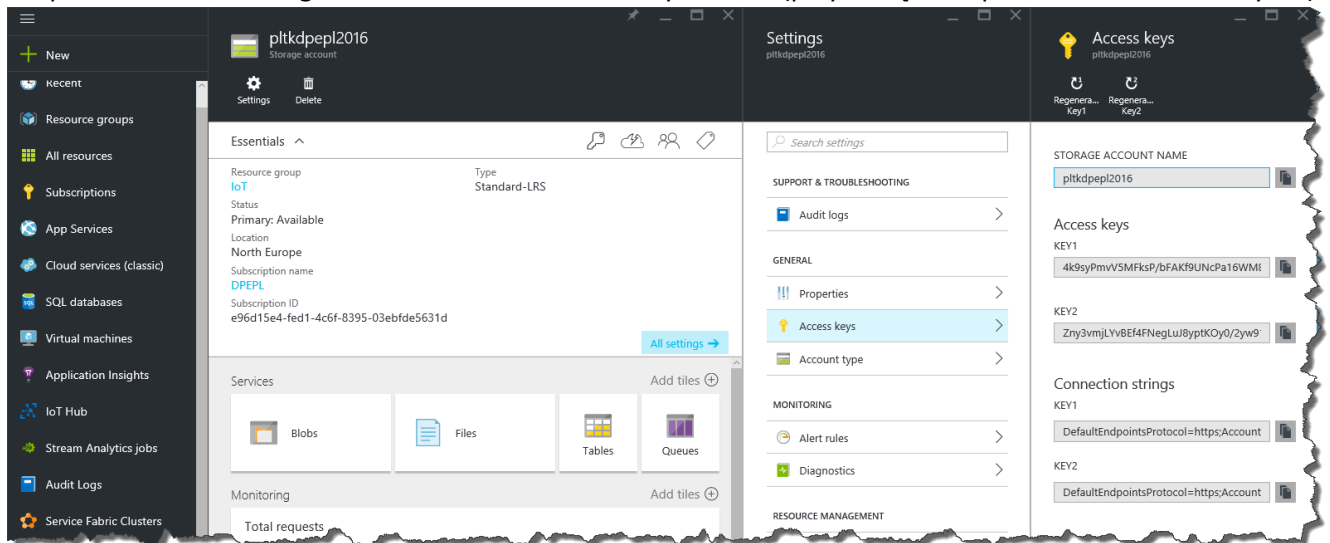 New
Recent
Resource groups
All resources
Subscriptions
App Services
Cloud services (classic)
SQL databases
Virtual machines
Application Insights
IoT Hub
Stream Analytics jobs
Audit Logs
Service Fabric Clusters
pltkdpepl2016
Storage account
Settings
Delete
Essentials
Resource group
IoT
Status
Primary: Available
Location
North Europe
Subscription name
DPEPL
Subscription ID
e96d15e4-fed1-4c6f-8395-03ebfde5631d
Type
Standard-LRS
All settings
Services
Add tiles
Blobs
Files
Tables
Queues
Monitoring
Add tiles
Total requests
Settings
pltkdpepl2016
Search settings
SUPPORT & TROUBLESHOOTING
Audit logs
GENERAL
Properties
Access keys
Account type
MONITORING
Alert rules
Diagnostics
RESOURCE MANAGEMENT
Access keys
pltkdpepl2016
Regenera... Key1
Regenera... Key2
STORAGE ACCOUNT NAME
pltkdpepl2016
Access keys
KEY1
4k9syPmvV5MFksP/bFAKf9UNcPa16WM
KEY2
Zny3vmjLYvBEf4FNegLuJ8yptKOy0/2yw9
Connection strings
KEY1
DefaultEndpointsProtocol=https;Account
KEY2
DefaultEndpointsProtocol=https;Account